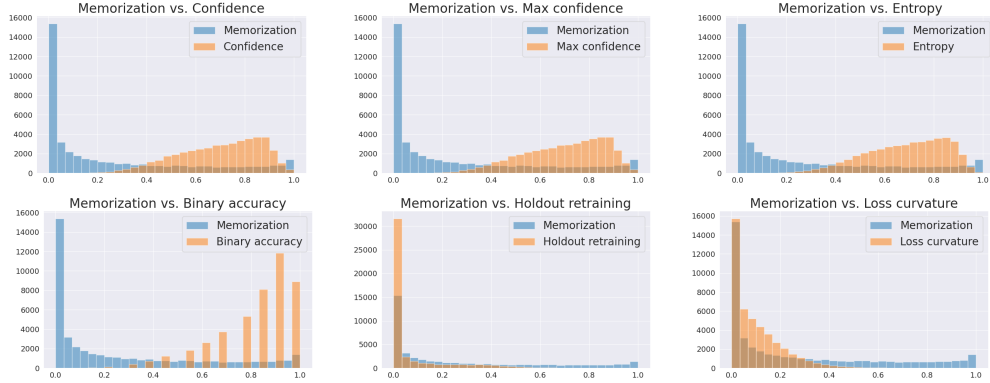 Memorization vs. Confidence
16000
14000
12000
10000
8000
6000
4000
2000
0
0.0 0.2 0.4 0.6 0.8 1.0
Memorization
Confidence
Memorization vs. Max confidence
16000
14000
12000
10000
8000
6000
4000
2000
0
0.0 0.2 0.4 0.6 0.8 1.0
Memorization
Max confidence
Memorization vs. Entropy
16000
14000
12000
10000
8000
6000
4000
2000
0
0.0 0.2 0.4 0.6 0.8 1.0
Memorization
Entropy
Memorization vs. Binary accuracy
16000
14000
12000
10000
8000
6000
4000
2000
0
0.0 0.2 0.4 0.6 0.8 1.0
Memorization
Binary accuracy
Memorization vs. Holdout retraining
30000
25000
20000
15000
10000
5000
0
0.0 0.2 0.4 0.6 0.8 1.0
Memorization
Holdout retraining
Memorization vs. Loss curvature
16000
14000
12000
10000
8000
6000
4000
2000
0
0.0 0.2 0.4 0.6 0.8 1.0
Memorization
Loss curvature